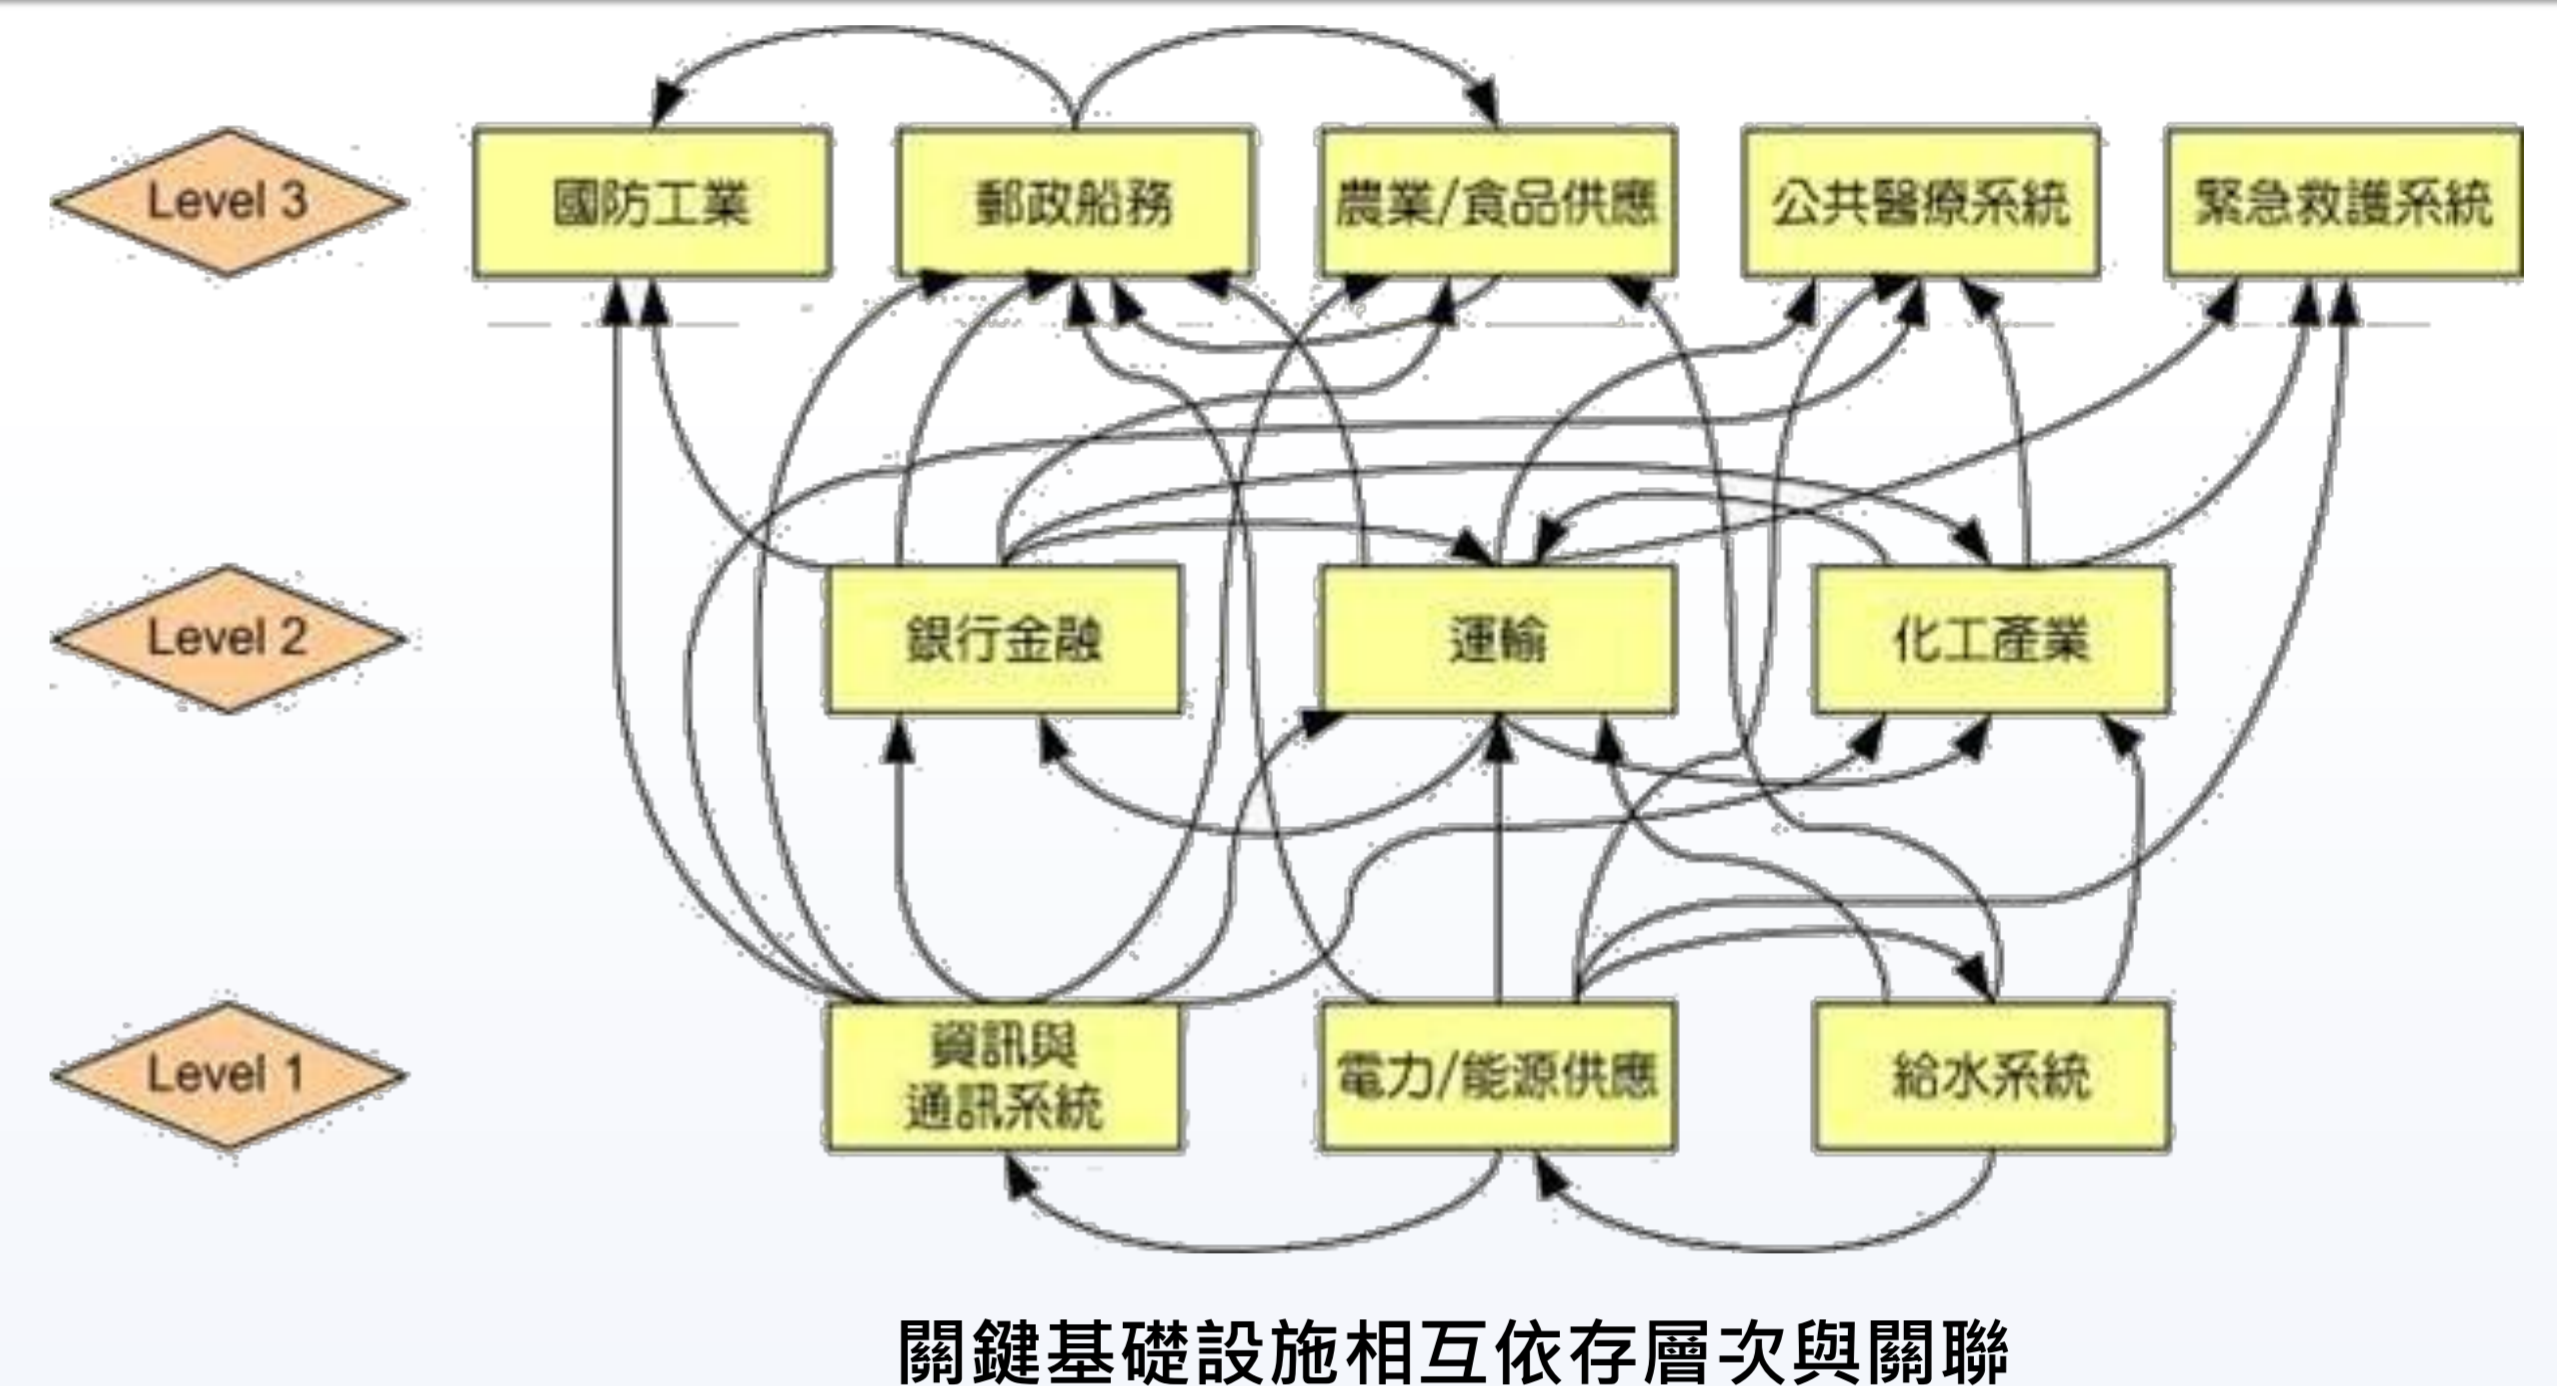 Level 3
國防工業
郵政船務
農業/食品供應
公共醫療系統
緊急救護系統
Level 2
銀行金融
運輸
化工產業
Level 1
資訊與
通訊系統
電力/能源供應
給水系統
關鍵基礎設施相互依存層次與關聯